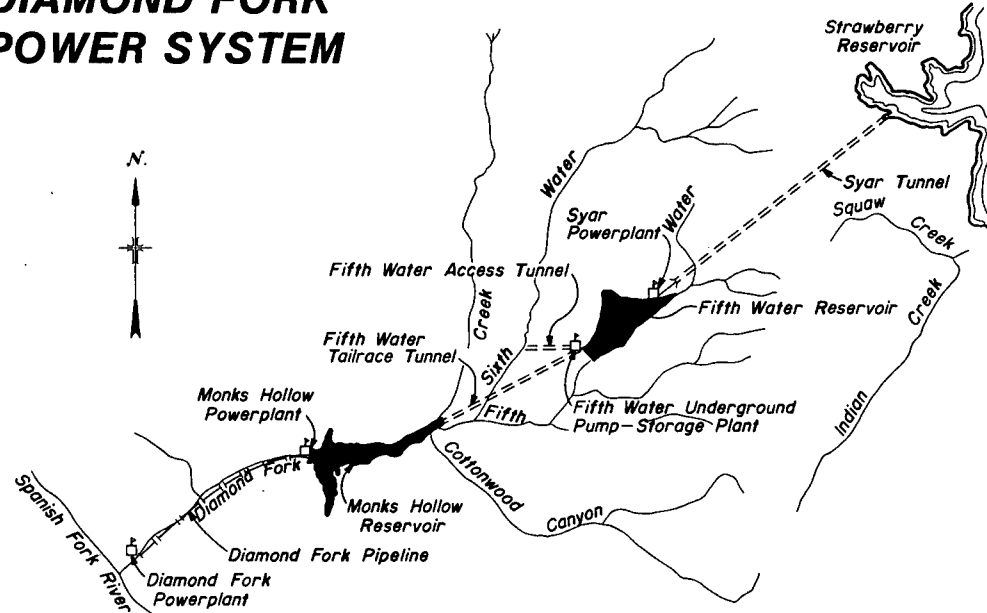 DIAMOND FORK
POWER SYSTEM
Strawberry
Reservoir
N.
Water
Syar Tunnel
Squaw
Creek
Syar
Powerplant
Water
Fifth Water Access Tunnel
Fifth Water Reservoir
Creek
Creek
Fifth Water
Tailrace Tunnel
Sixth
Monks Hollow
Powerplant
Fifth
Fifth Water Underground
Pump-Storage Plant
Indian
Diamond Fork
Cottonwood
Canyon
Spanish Fork River
Monks Hollow
Reservoir
Diamond Fork Pipeline
Diamond Fork
Powerplant